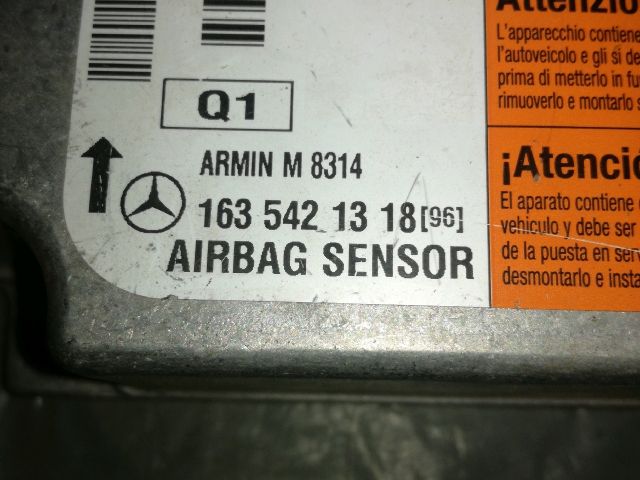 Q1
ARMIN M 8314
163 542 13 18 [96]
AIRBAG SENSOR
L'apparecchio contiene
l'autoveicolo e gli si de
prima di metterlo in fu
rimuoverlo e montarlo s
¡Atenció
El aparato contiene
vehículo y debe ser
de la puesta en serv
desmontarlo e insta